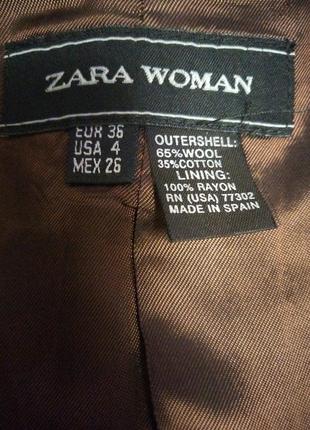 ZARA WOMAN
EUR 36
USA 4
MEX 26
OUTERSHELL:
65%WOOL
35%COTTON
LINING:
100% RAYON
RN (USA) 77302
MADE IN SPAIN